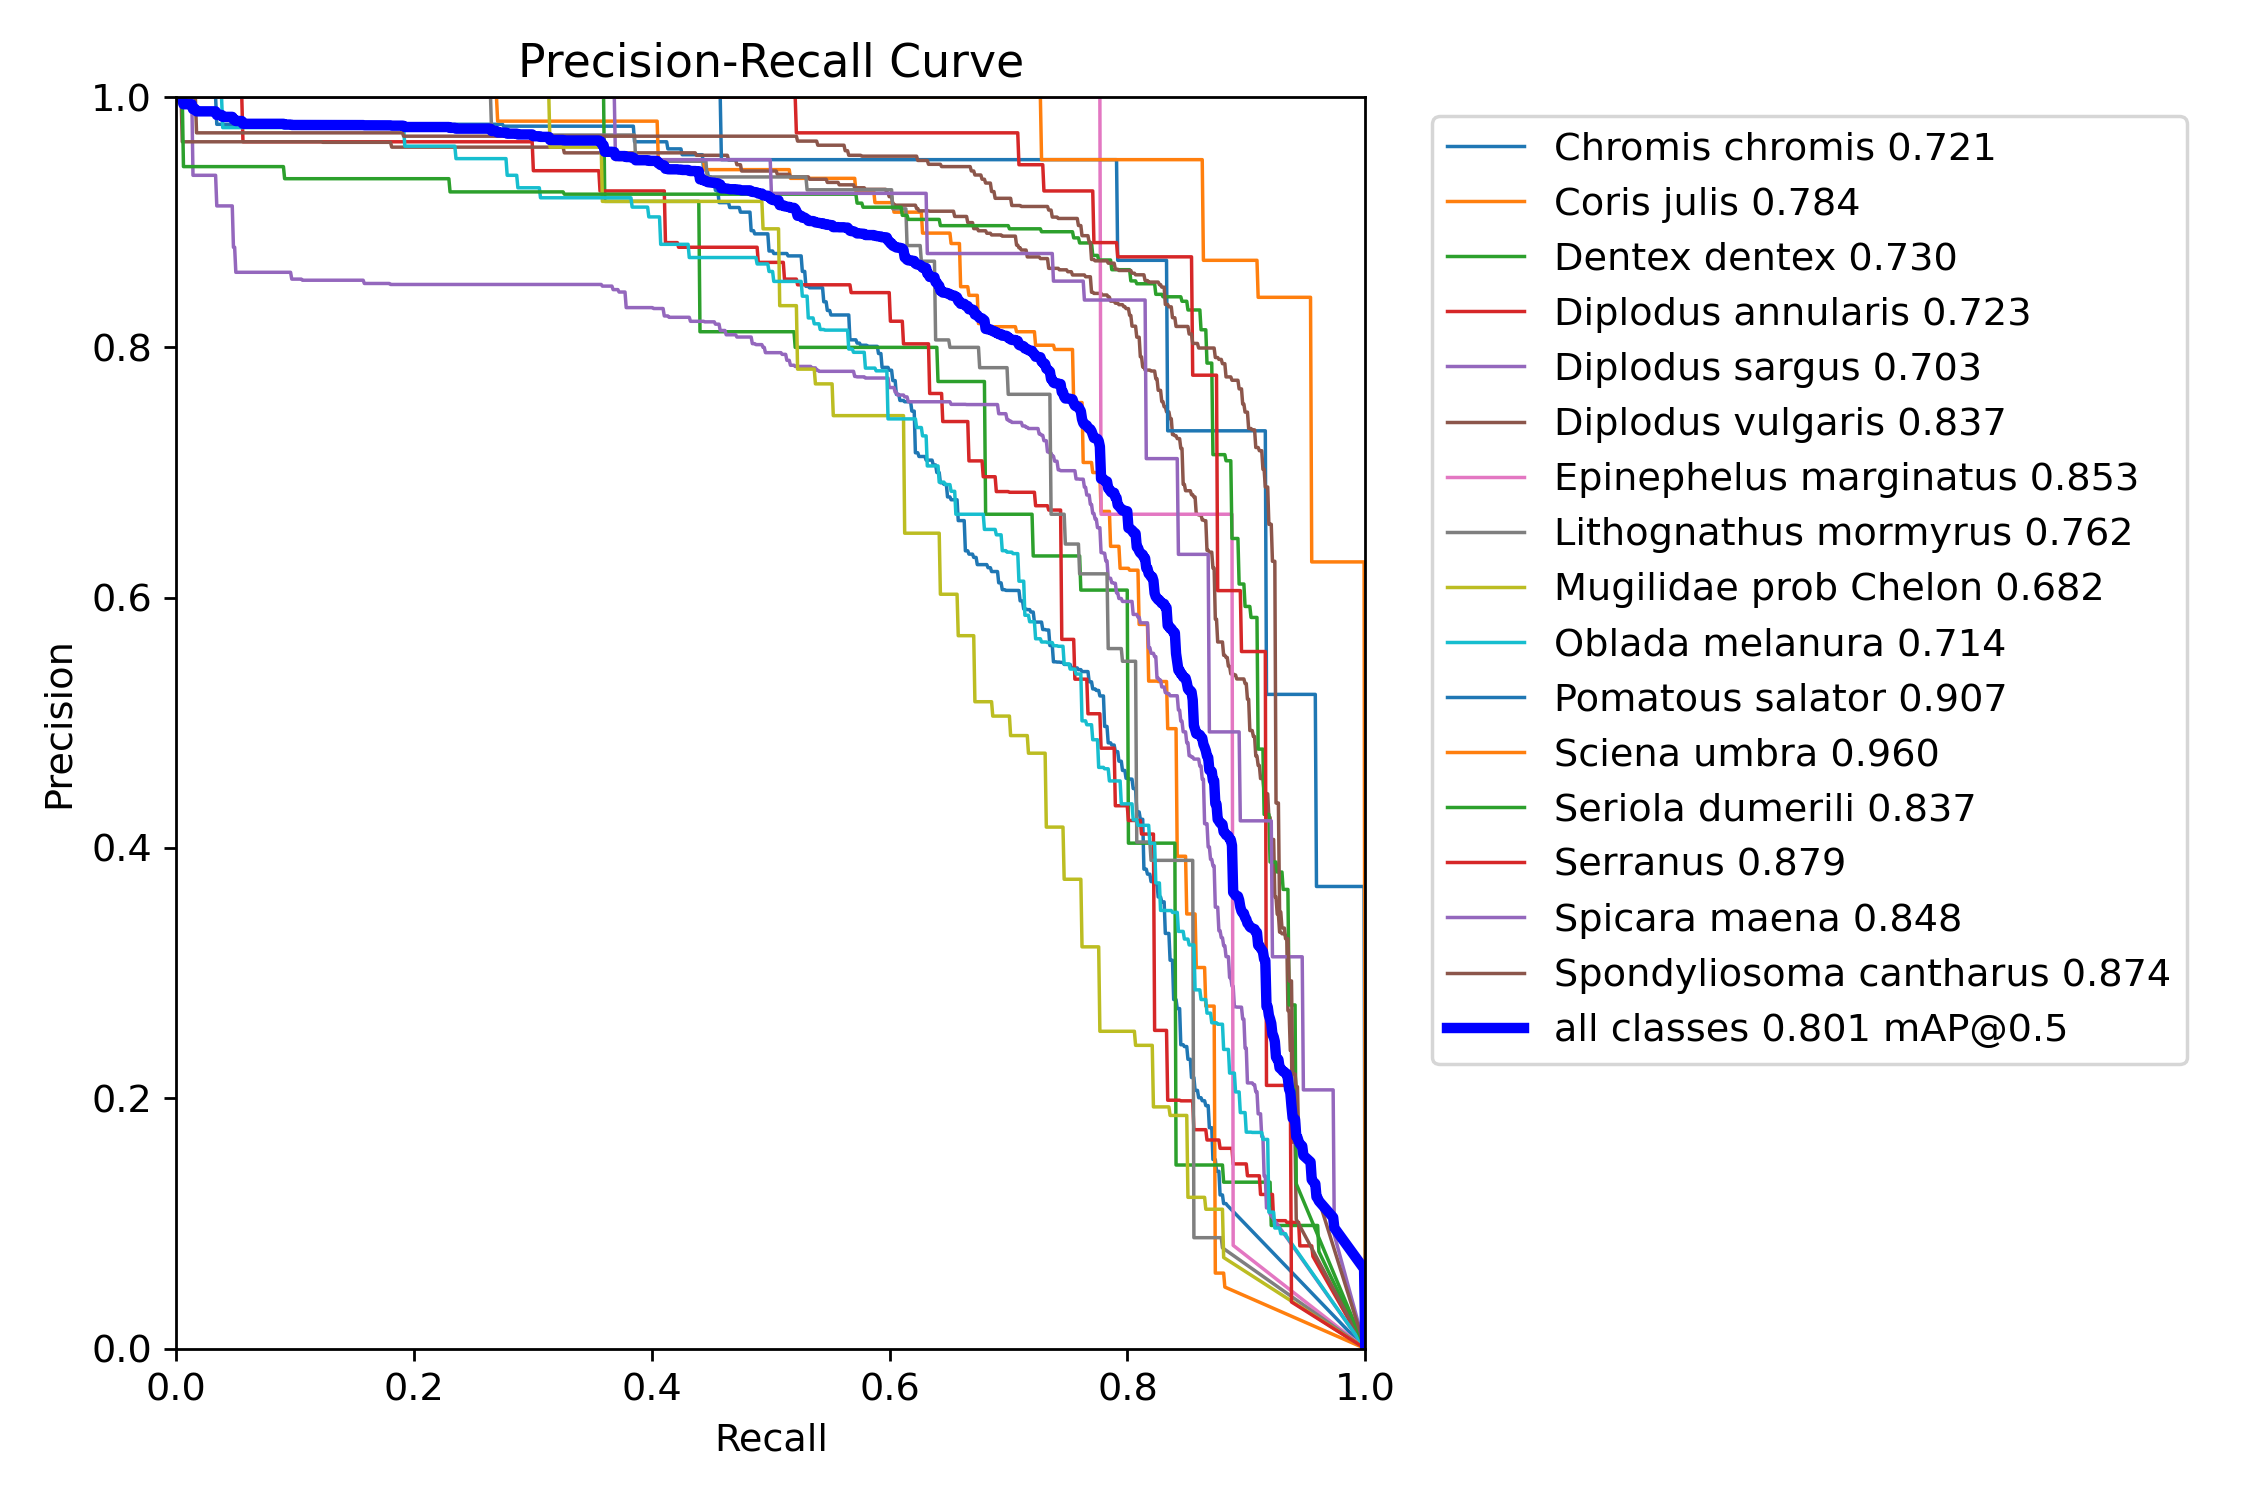 Precision-Recall Curve
1.0
0.8
0.6
0.4
0.2
0.0
Precision
0.0 0.2 0.4 0.6 0.8 1.0
Recall
Chromis chromis 0.721
Coris julis 0.784
Dentex dentex 0.730
Diplodus annularis 0.723
Diplodus sargus 0.703
Diplodus vulgaris 0.837
Epinephelus marginatus 0.853
Lithognathus mormyrus 0.762
Mugilidae prob Chelon 0.682
Oblada melanura 0.714
Pomatous salator 0.907
Sciena umbra 0.960
Seriola dumerili 0.837
Serranus 0.879
Spicara maena 0.848
Spondyliosoma cantharus 0.874
all classes 0.801 mAP@0.5